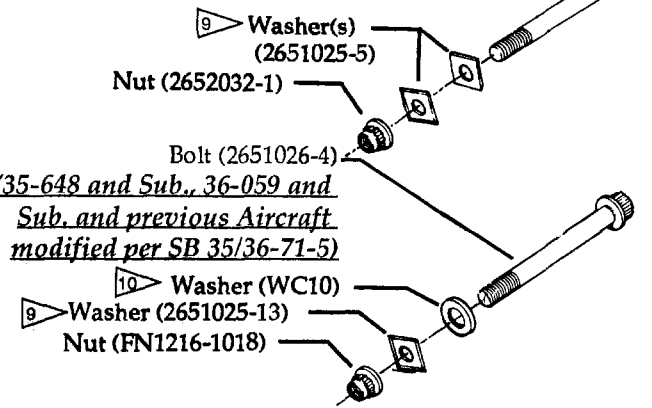 9 Washer(s)
(2651025-5)
Nut (2652032-1)
Bolt (2651026-4)
(35-648 and Sub., 36-059 and
Sub. and previous Aircraft
modified per SB 35/36-71-5)
10 Washer (WC10)
9 Washer (2651025-13)
Nut (FN1216-1018)